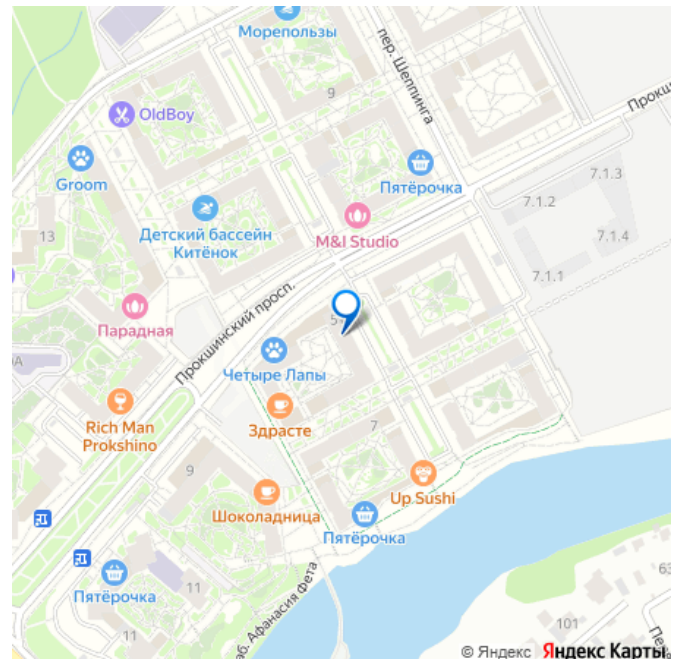 Морепользы
пер. Шеппинга
9
OldBoy
Groom
Пятёрочка
7.1.3
7.1.2
7.1.4
Детский бассейн
Китёнок
M&I Studio
13
7.1.1
Прокшинский просп.
Парадная
Четыре Лапы
Rich Man
Prokshino
Здрасте
7
9
Шоколадница
Up Sushi
Пятёрочка
Пятёрочка
11
11
наб. Афанасия Фета
101
© Яндекс Яндекс Карты